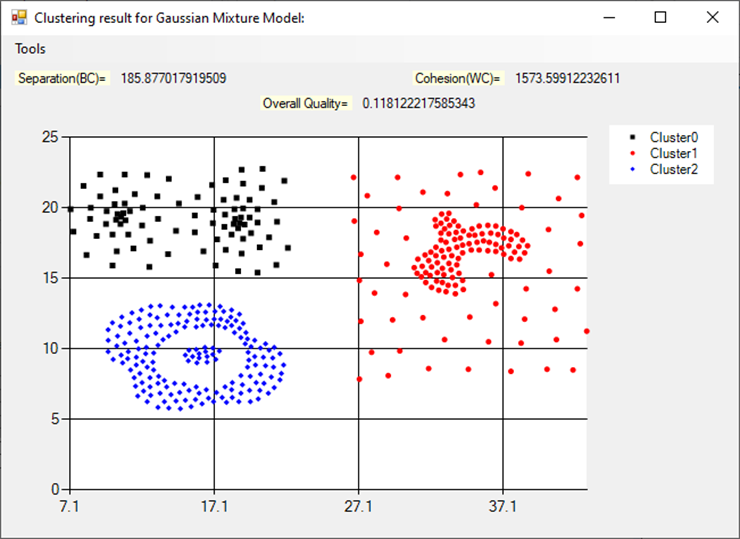 Clustering result for Gaussian Mixture Model:
Tools
Separation(BC)= 185.877017919509 Cohesion(WC)= 1573.59912232611
Overall Quality= 0.118122217585343
25
20
15
10
5
0
7.1 17.1 27.1 37.1
Cluster0
Cluster1
Cluster2